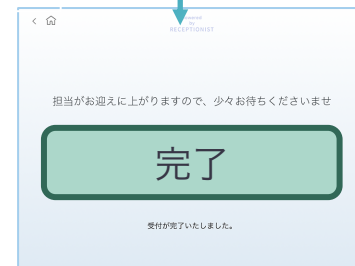 Powered
By
RECEPTIONIST
担当がお迎えに上がりますので、少々お待ちくださいませ
完了
受付が完了いたしました。